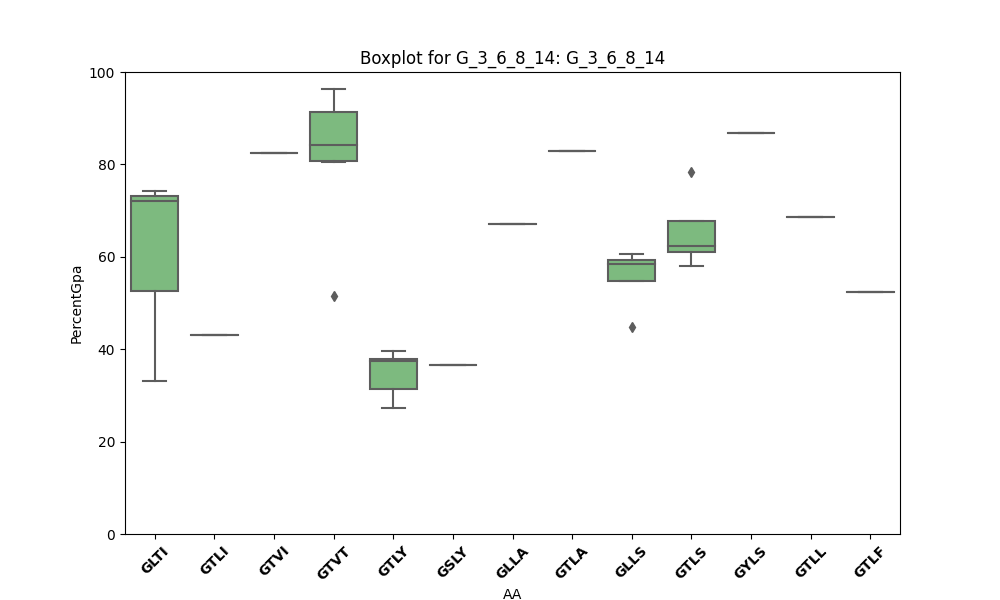 Boxplot for G_3_6_8_14: G_3_6_8_14
100
80
60
40
20
0
PercentGpa
GLTI GTLI GTVI GTVT GTLY GSLY GLLA GTLA GLLS GTLS GYLS GTLL GTLF
AA